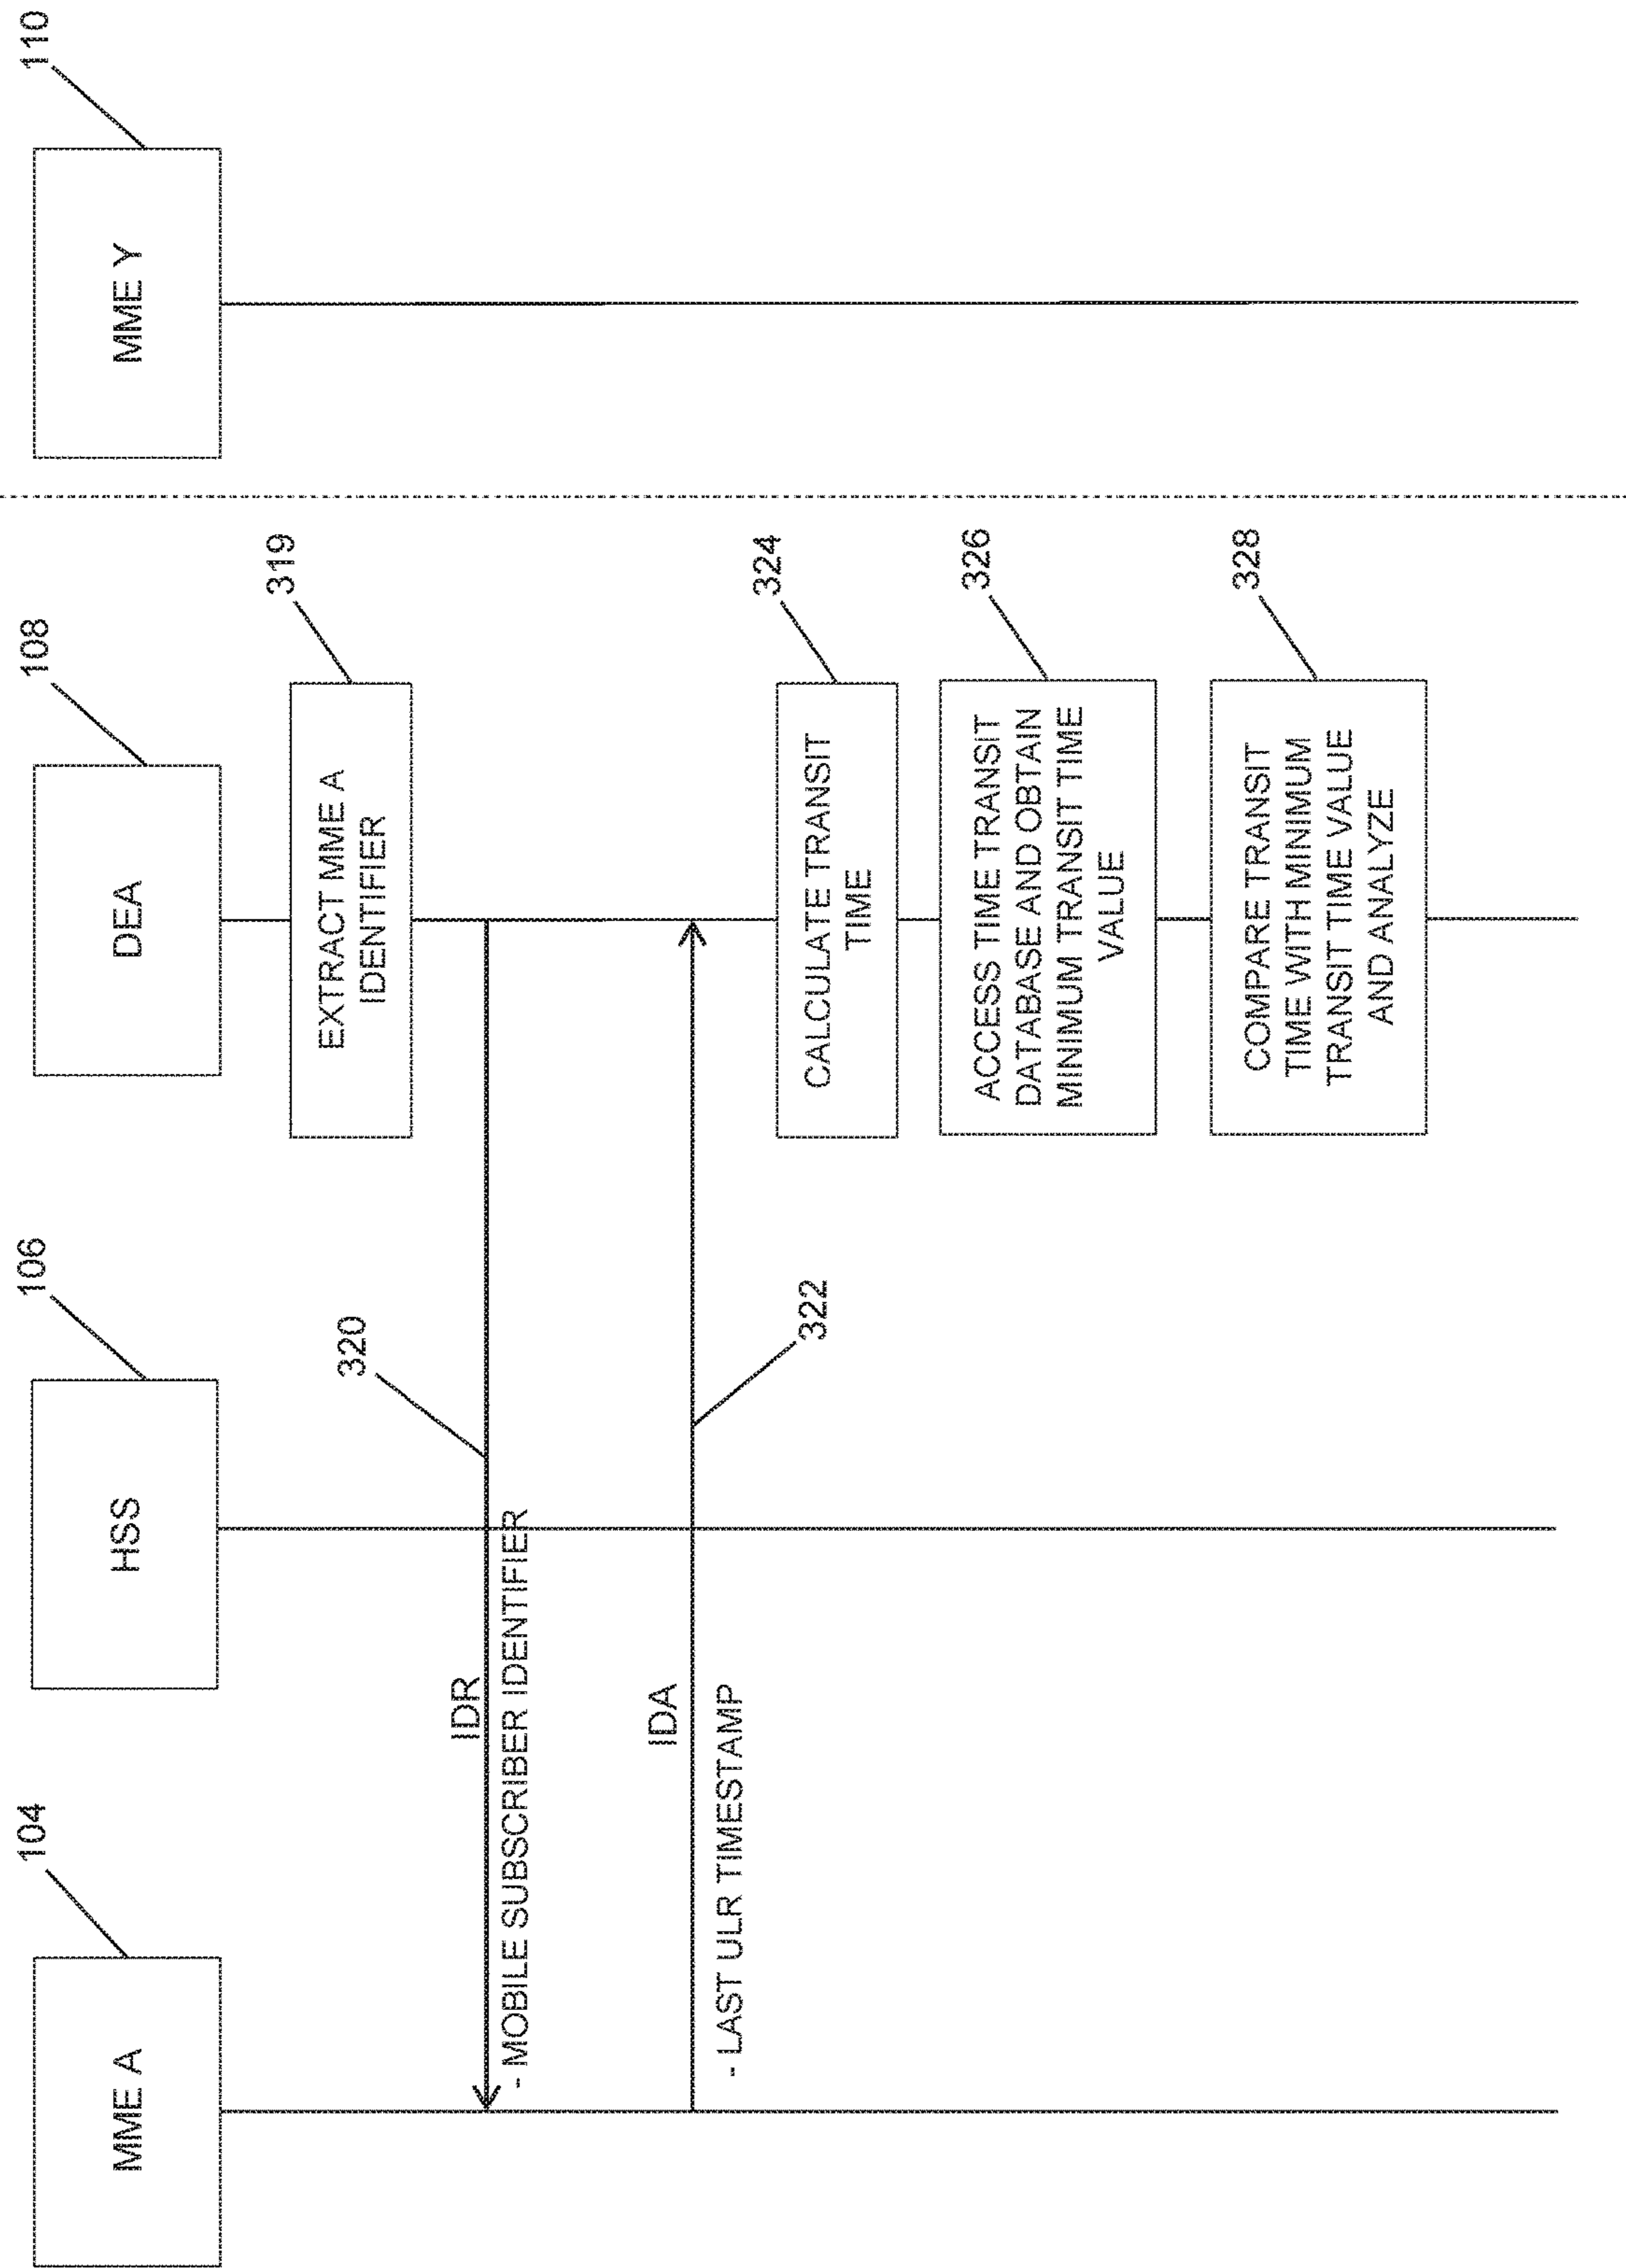 104
106
108
110
MME A
HSS
DEA
MME Y
EXTRACT MME A
IDENTIFIER
319
320
IDR
- MOBILE SUBSCRIBER IDENTIFIER
IDA
322
- LAST ULR TIMESTAMP
324
CALCULATE TRANSIT
TIME
326
ACCESS TIME TRANSIT
DATABASE AND OBTAIN
MINIMUM TRANSIT TIME
VALUE
328
COMPARE TRANSIT
TIME WITH MINIMUM
TRANSIT TIME VALUE
AND ANALYZE